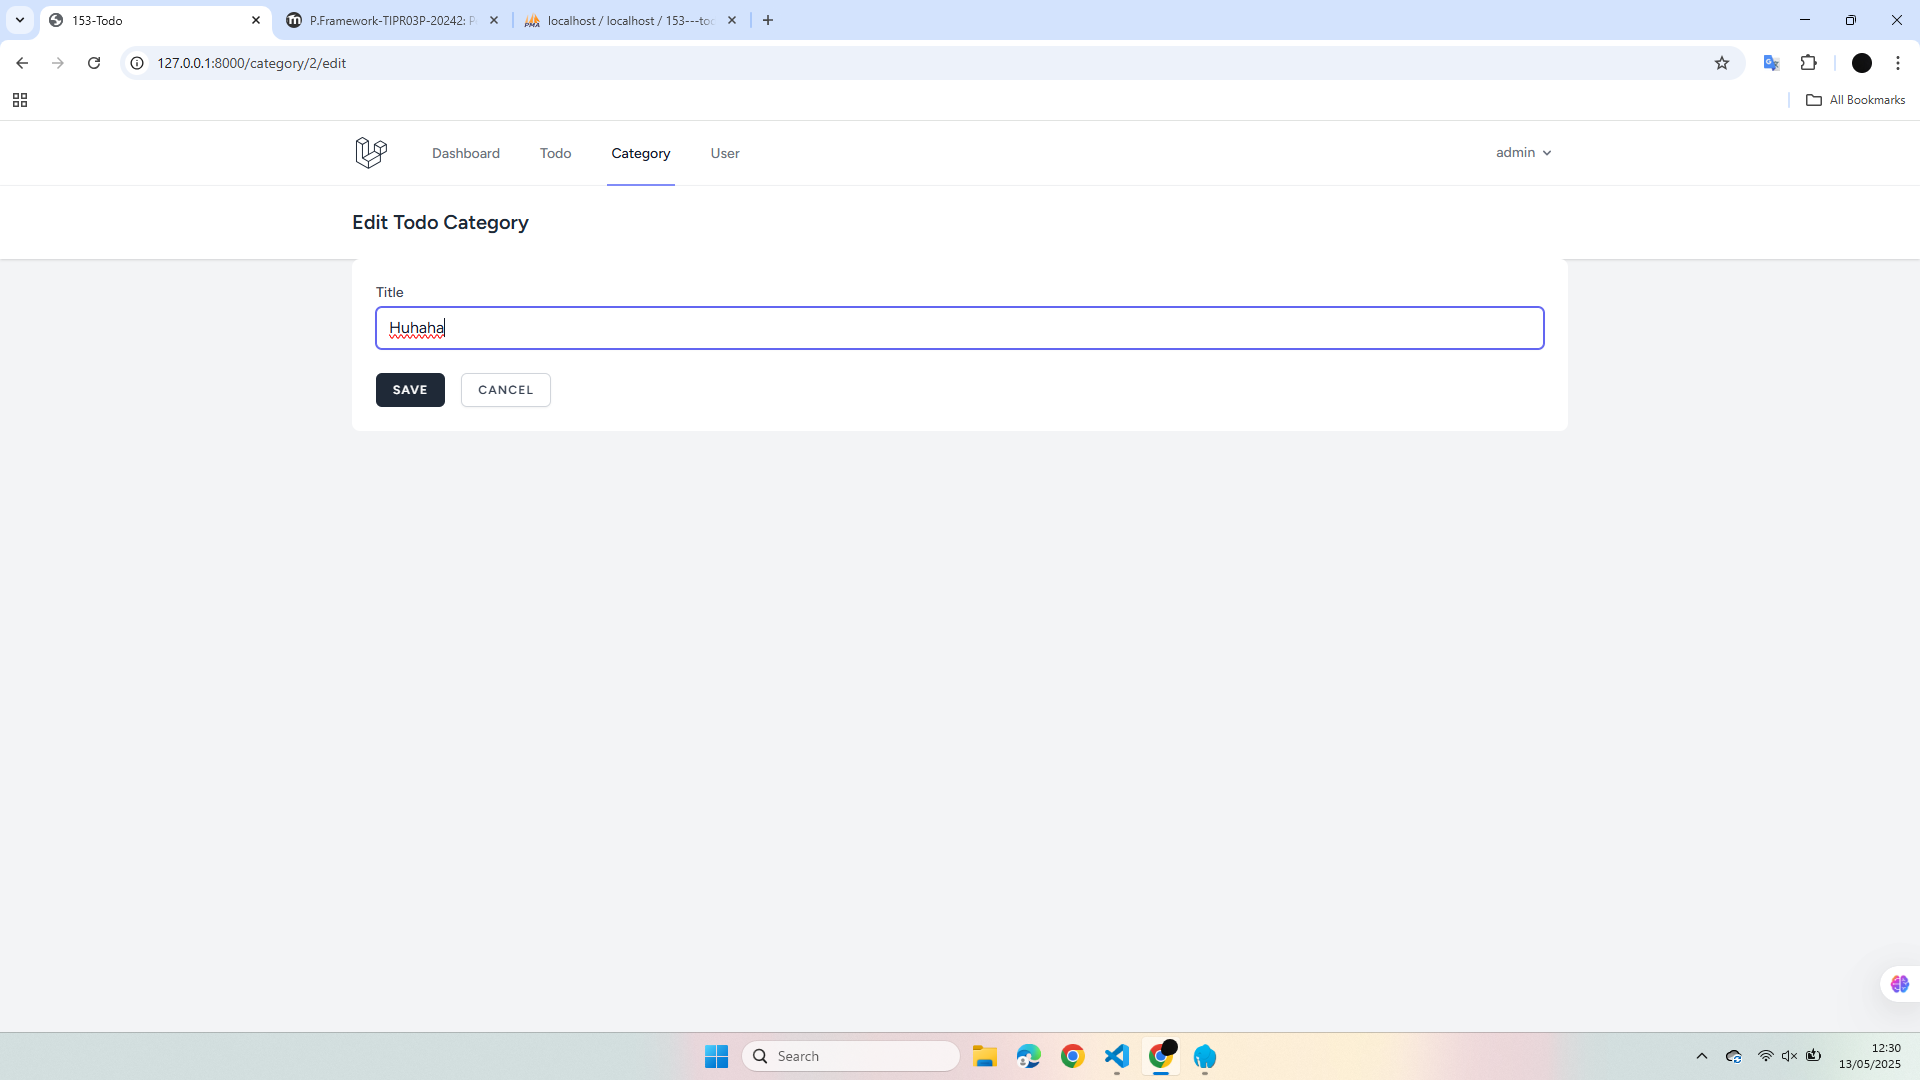 153-Todo
P.Framework-TIPR03P-20242: P
localhost / localhost / 153---too
127.0.0.1:8000/category/2/edit
All Bookmarks
Dashboard
Todo
Category
User
admin
Edit Todo Category
Title
Huhaha
SAVE
CANCEL
Search
12:30
13/05/2025